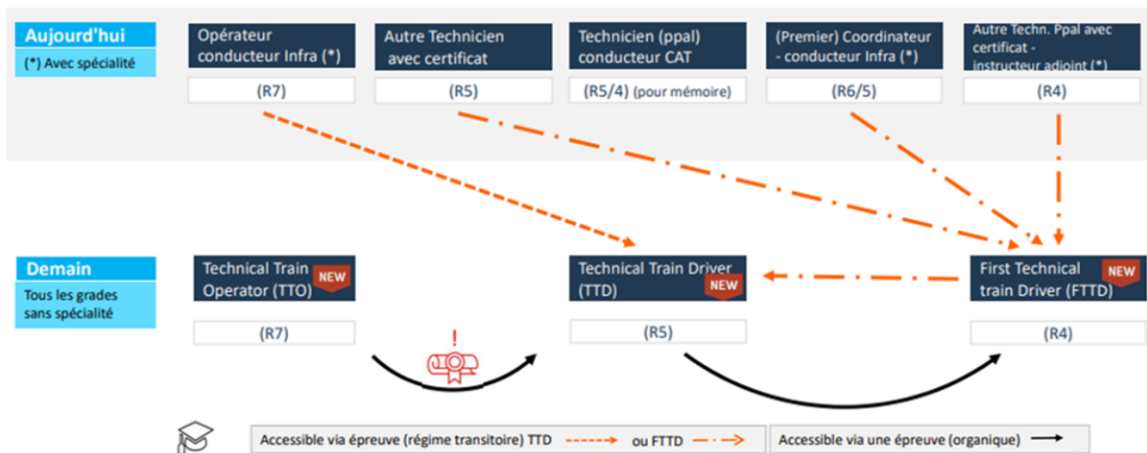 Aujourd'hui
(*) Avec spécialité
Opérateur
conducteur Infra (*)
(R7)
Autre Technicien
avec certificat
(R5)
Technicien (ppal)
conducteur CAT
(R5/4) (pour mémoire)
(Premier) Coordinateur
- conducteur Infra (*)
(R6/5)
Autre Techn. Ppal avec
certificat -
instructeur adjoint (*)
(R4)
Demain
Tous les grades
sans spécialité
Technical Train
Operator (TTO)
NEW
(R7)
Technical Train Driver
(TTD)
NEW
(R5)
First Technical
train Driver (FTTD)
NEW
(R4)
!
Accessible via épreuve (régime transitoire) TTD
ou FTTD
Accessible via une épreuve (organique)